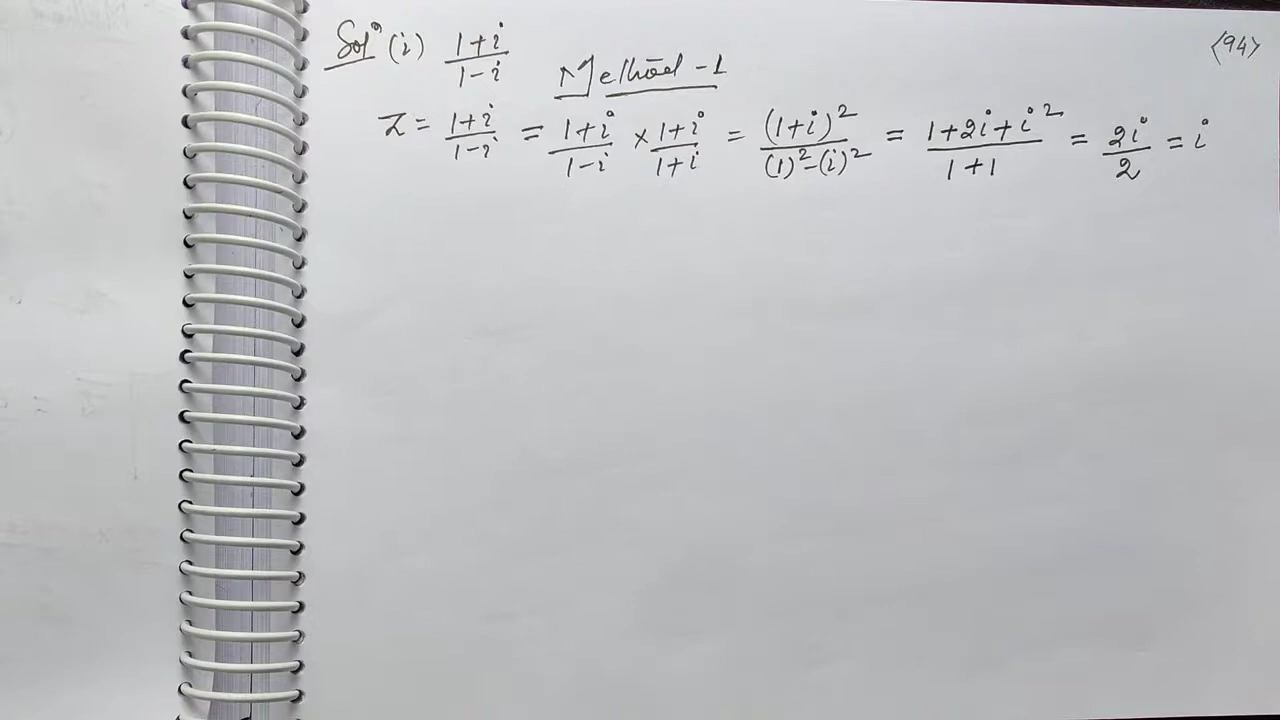 Solⁿ (i) 1+i/1-i <94>
Method-1
Z = 1+i/1-i = 1+i/1-i × 1+i/1+i = (1+i)²/(1)²-(i)² = 1+2i+i²/1+1 = 2i/2 = i